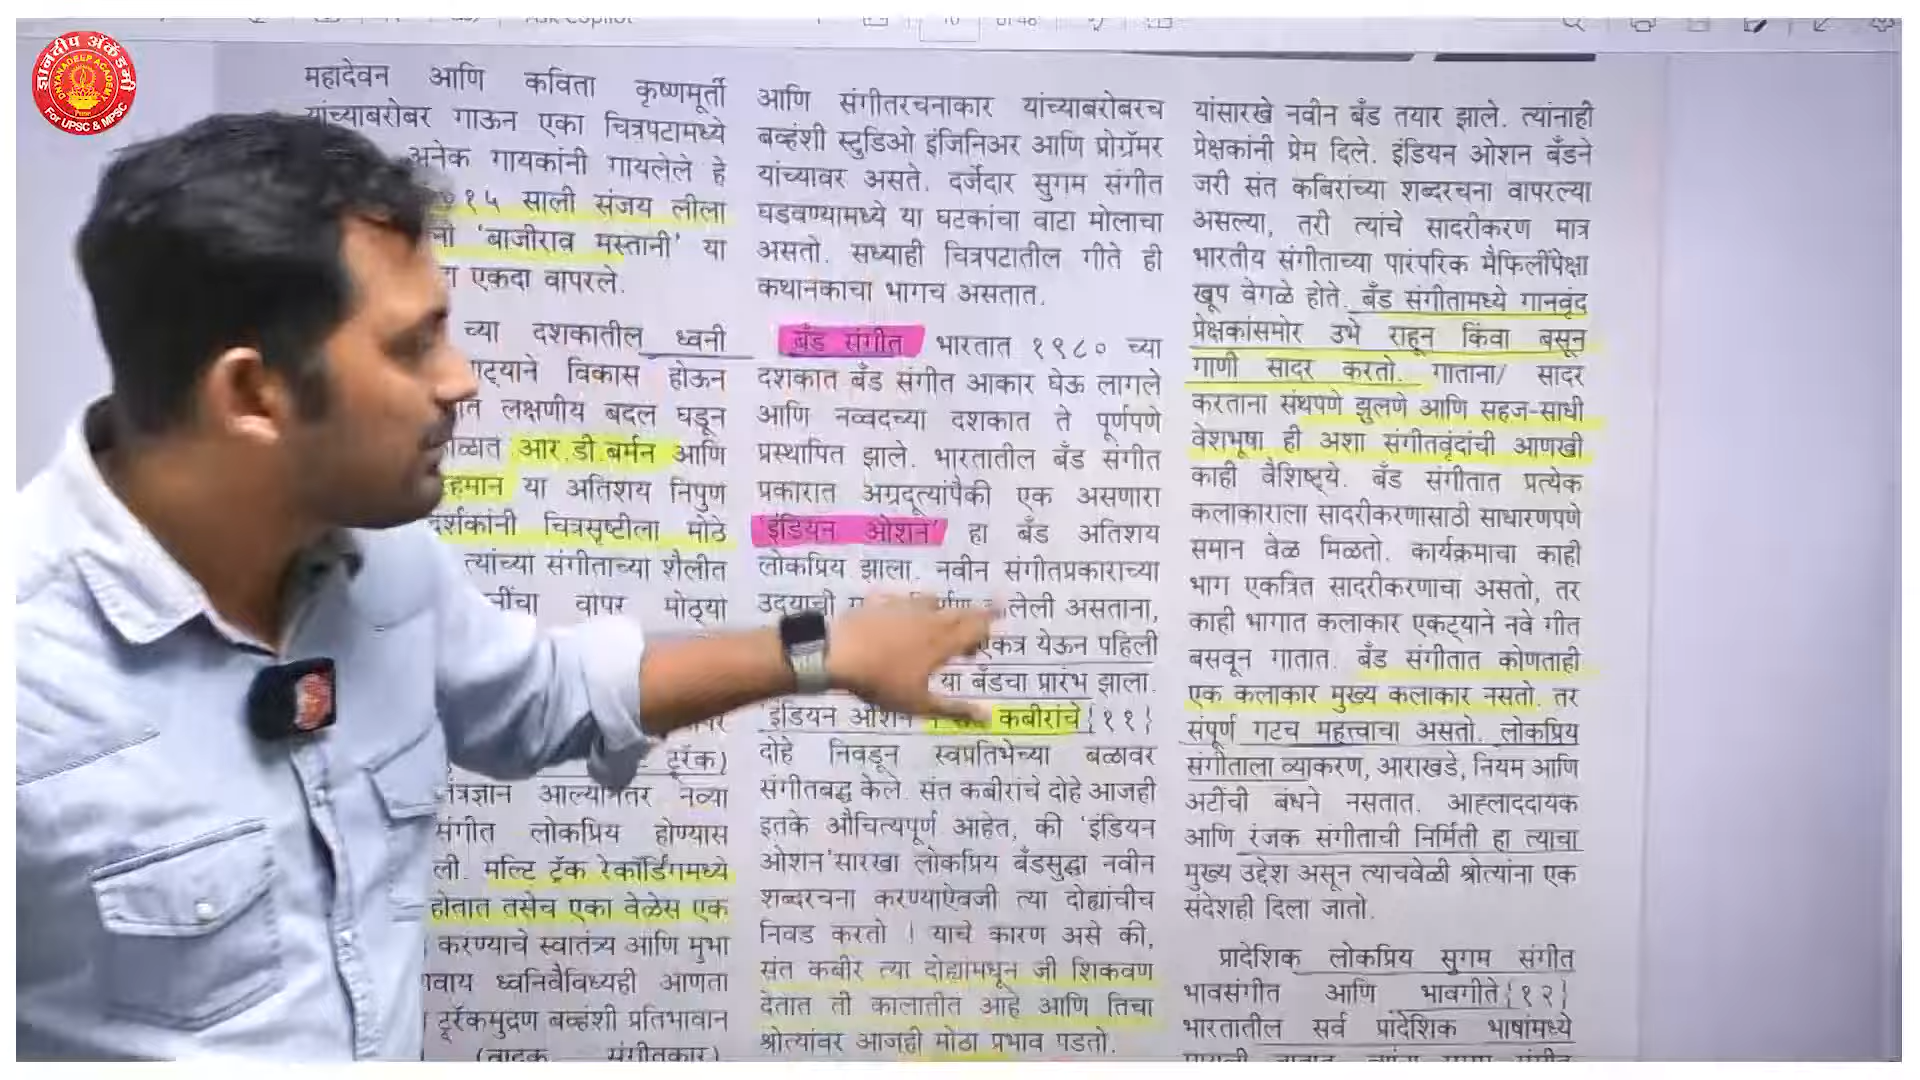 ज्ञानदीप अॅकॅडमी
DNYANADEEP ACADEMY
For UPSC & MPSC
महादेवन आणि कविता कृष्णमूर्ती
यांच्याबरोबर गाऊन एका चित्रपटामध्ये
अनेक गायकांनी गायलेले हे
१५ साली संजय लीला
'बाजीराव मस्तानी' या
एकदा वापरले.
च्या दशकातील ध्वनी
विकास होऊन
लक्षणीय बदल घडून
आर.डी.बर्मन आणि
या अतिशय निपुण
चित्रसृष्टीला मोठे
त्यांच्या संगीताच्या शैलीत
वापर मोठ्या
ट्रॅक)
आल्यानंतर नव्या
संगीत लोकप्रिय होण्यास
मल्टि ट्रॅक रेकॉर्डिंगमध्ये
होतात तसेच एका वेळेस एक
करण्याचे स्वातंत्र्य आणि मुभा
ध्वनिवैविध्यही आणता
ट्रॅकमुद्रण बव्हंशी प्रतिभावान
(वादक संगीतकार)
आणि संगीतरचनाकार यांच्याबरोबरच
बव्हंशी स्टुडिओ इंजिनिअर आणि प्रोग्रॅमर
यांच्यावर असते. दर्जेदार सुगम संगीत
घडवण्यामध्ये या घटकांचा वाटा मोलाचा
असतो. सध्याही चित्रपटातील गीते ही
कथानकाचा भागच असतात.
बँड संगीत भारतात १९८० च्या
दशकात बँड संगीत आकार घेऊ लागले
आणि नव्वदच्या दशकात ते पूर्णपणे
प्रस्थापित झाले. भारतातील बँड संगीत
प्रकारात अग्रदूत्यांपैकी एक असणारा
'इंडियन ओशन' हा बँड अतिशय
लोकप्रिय झाला. नवीन संगीतप्रकाराच्या
उदयाची असताना,
एकत्र येऊन पहिली
या बँडचा प्रारंभ झाला.
'इंडियन ओशन कबीरांचे{११}
दोहे निवडून स्वप्रतिभेच्या बळावर
संगीतबद्ध केले. संत कबीरांचे दोहे आजही
इतके औचित्यपूर्ण आहेत, की 'इंडियन
ओशन'सारखा लोकप्रिय बँडसुद्धा नवीन
शब्दरचना करण्याऐवजी त्या दोह्यांचीच
निवड करतो ! याचे कारण असे की,
संत कबीर त्या दोह्यांमधून जी शिकवण
देतात ती कालातीत आहे आणि तिचा
श्रोत्यांवर आजही मोठा प्रभाव पडतो.
यांसारखे नवीन बँड तयार झाले. त्यांनाही
प्रेक्षकांनी प्रेम दिले. इंडियन ओशन बँडने
जरी संत कबिरांच्या शब्दरचना वापरल्या
असल्या, तरी त्यांचे सादरीकरण मात्र
भारतीय संगीताच्या पारंपरिक मैफिलींपेक्षा
खूप वेगळे होते. बँड संगीतामध्ये गानवृंद
प्रेक्षकांसमोर उभे राहून किंवा बसून
गाणी सादर करतो. गाताना/ सादर
करताना संथपणे झुलणे आणि सहज-साधी
वेशभूषा ही अशा संगीतवृंदांची आणखी
काही वैशिष्ट्ये. बँड संगीतात प्रत्येक
कलाकाराला सादरीकरणासाठी साधारणपणे
समान वेळ मिळतो. कार्यक्रमाचा काही
भाग एकत्रित सादरीकरणाचा असतो, तर
काही भागात कलाकार एकट्याने नवे गीत
बसवून गातात. बँड संगीतात कोणताही
एक कलाकार मुख्य कलाकार नसतो. तर
संपूर्ण गटच महत्त्वाचा असतो. लोकप्रिय
संगीताला व्याकरण, आराखडे, नियम आणि
अटींची बंधने नसतात. आह्लाददायक
आणि रंजक संगीताची निर्मिती हा त्याचा
मुख्य उद्देश असून त्याचवेळी श्रोत्यांना एक
संदेशही दिला जातो.
प्रादेशिक लोकप्रिय सुगम संगीत
भावसंगीत आणि भावगीते{१२}
भारतातील सर्व प्रादेशिक भाषांमध्ये